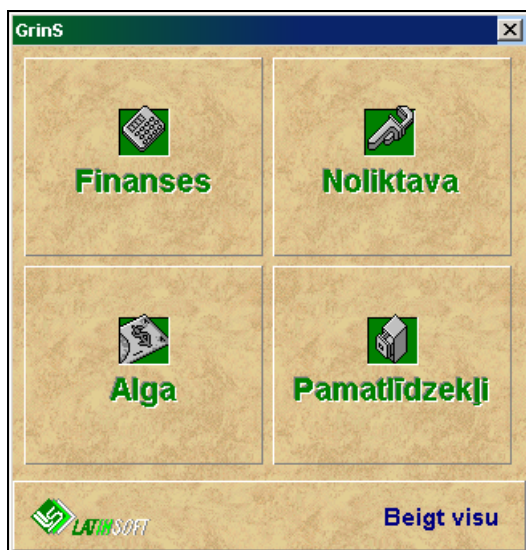 GrinS
Finanses
Noliktava
Alga
Pamatlīdzekļi
LATINSOFT
Beigt visu